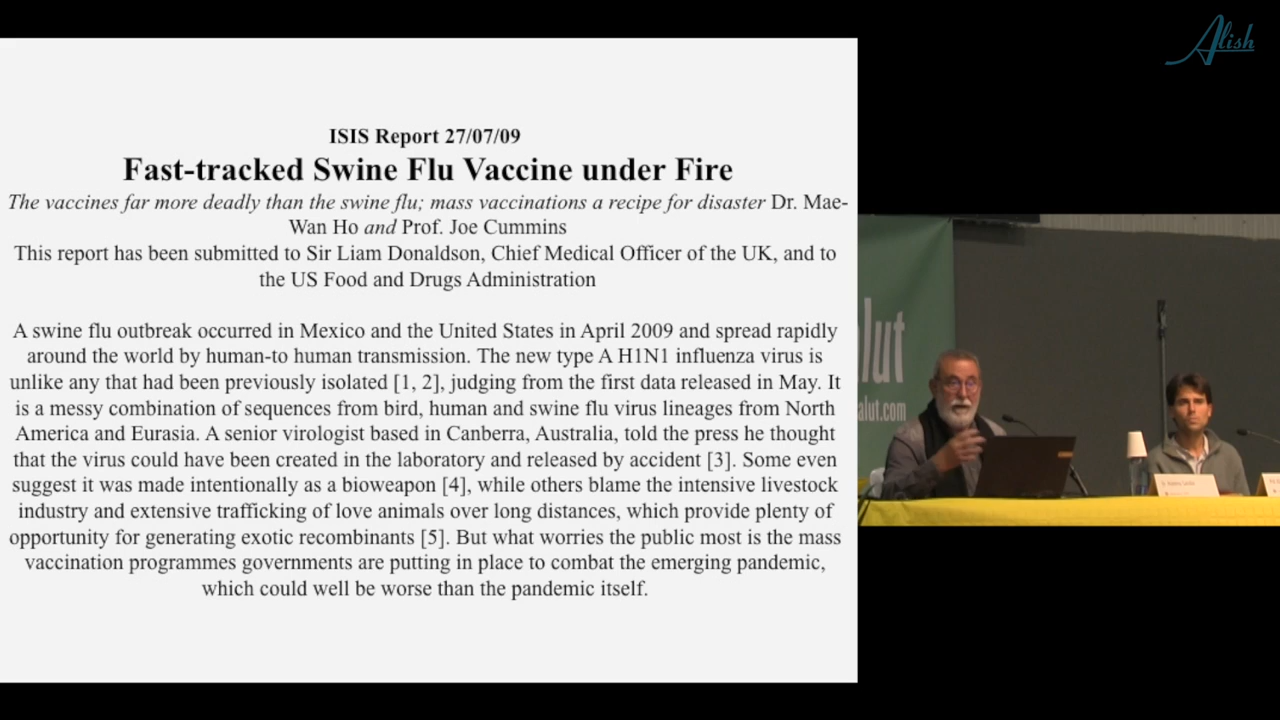 Alish
ISIS Report 27/07/09
Fast-tracked Swine Flu Vaccine under Fire
The vaccines far more deadly than the swine flu; mass vaccinations a recipe for disaster Dr. Mae-
Wan Ho and Prof. Joe Cummins
This report has been submitted to Sir Liam Donaldson, Chief Medical Officer of the UK, and to
the US Food and Drugs Administration
A swine flu outbreak occurred in Mexico and the United States in April 2009 and spread rapidly
around the world by human-to human transmission. The new type A H1N1 influenza virus is
unlike any that had been previously isolated [1, 2], judging from the first data released in May. It
is a messy combination of sequences from bird, human and swine flu virus lineages from North
America and Eurasia. A senior virologist based in Canberra, Australia, told the press he thought
that the virus could have been created in the laboratory and released by accident [3]. Some even
suggest it was made intentionally as a bioweapon [4], while others blame the intensive livestock
industry and extensive trafficking of love animals over long distances, which provide plenty of
opportunity for generating exotic recombinants [5]. But what worries the public most is the mass
vaccination programmes governments are putting in place to combat the emerging pandemic,
which could well be worse than the pandemic itself.
lut
alut.com